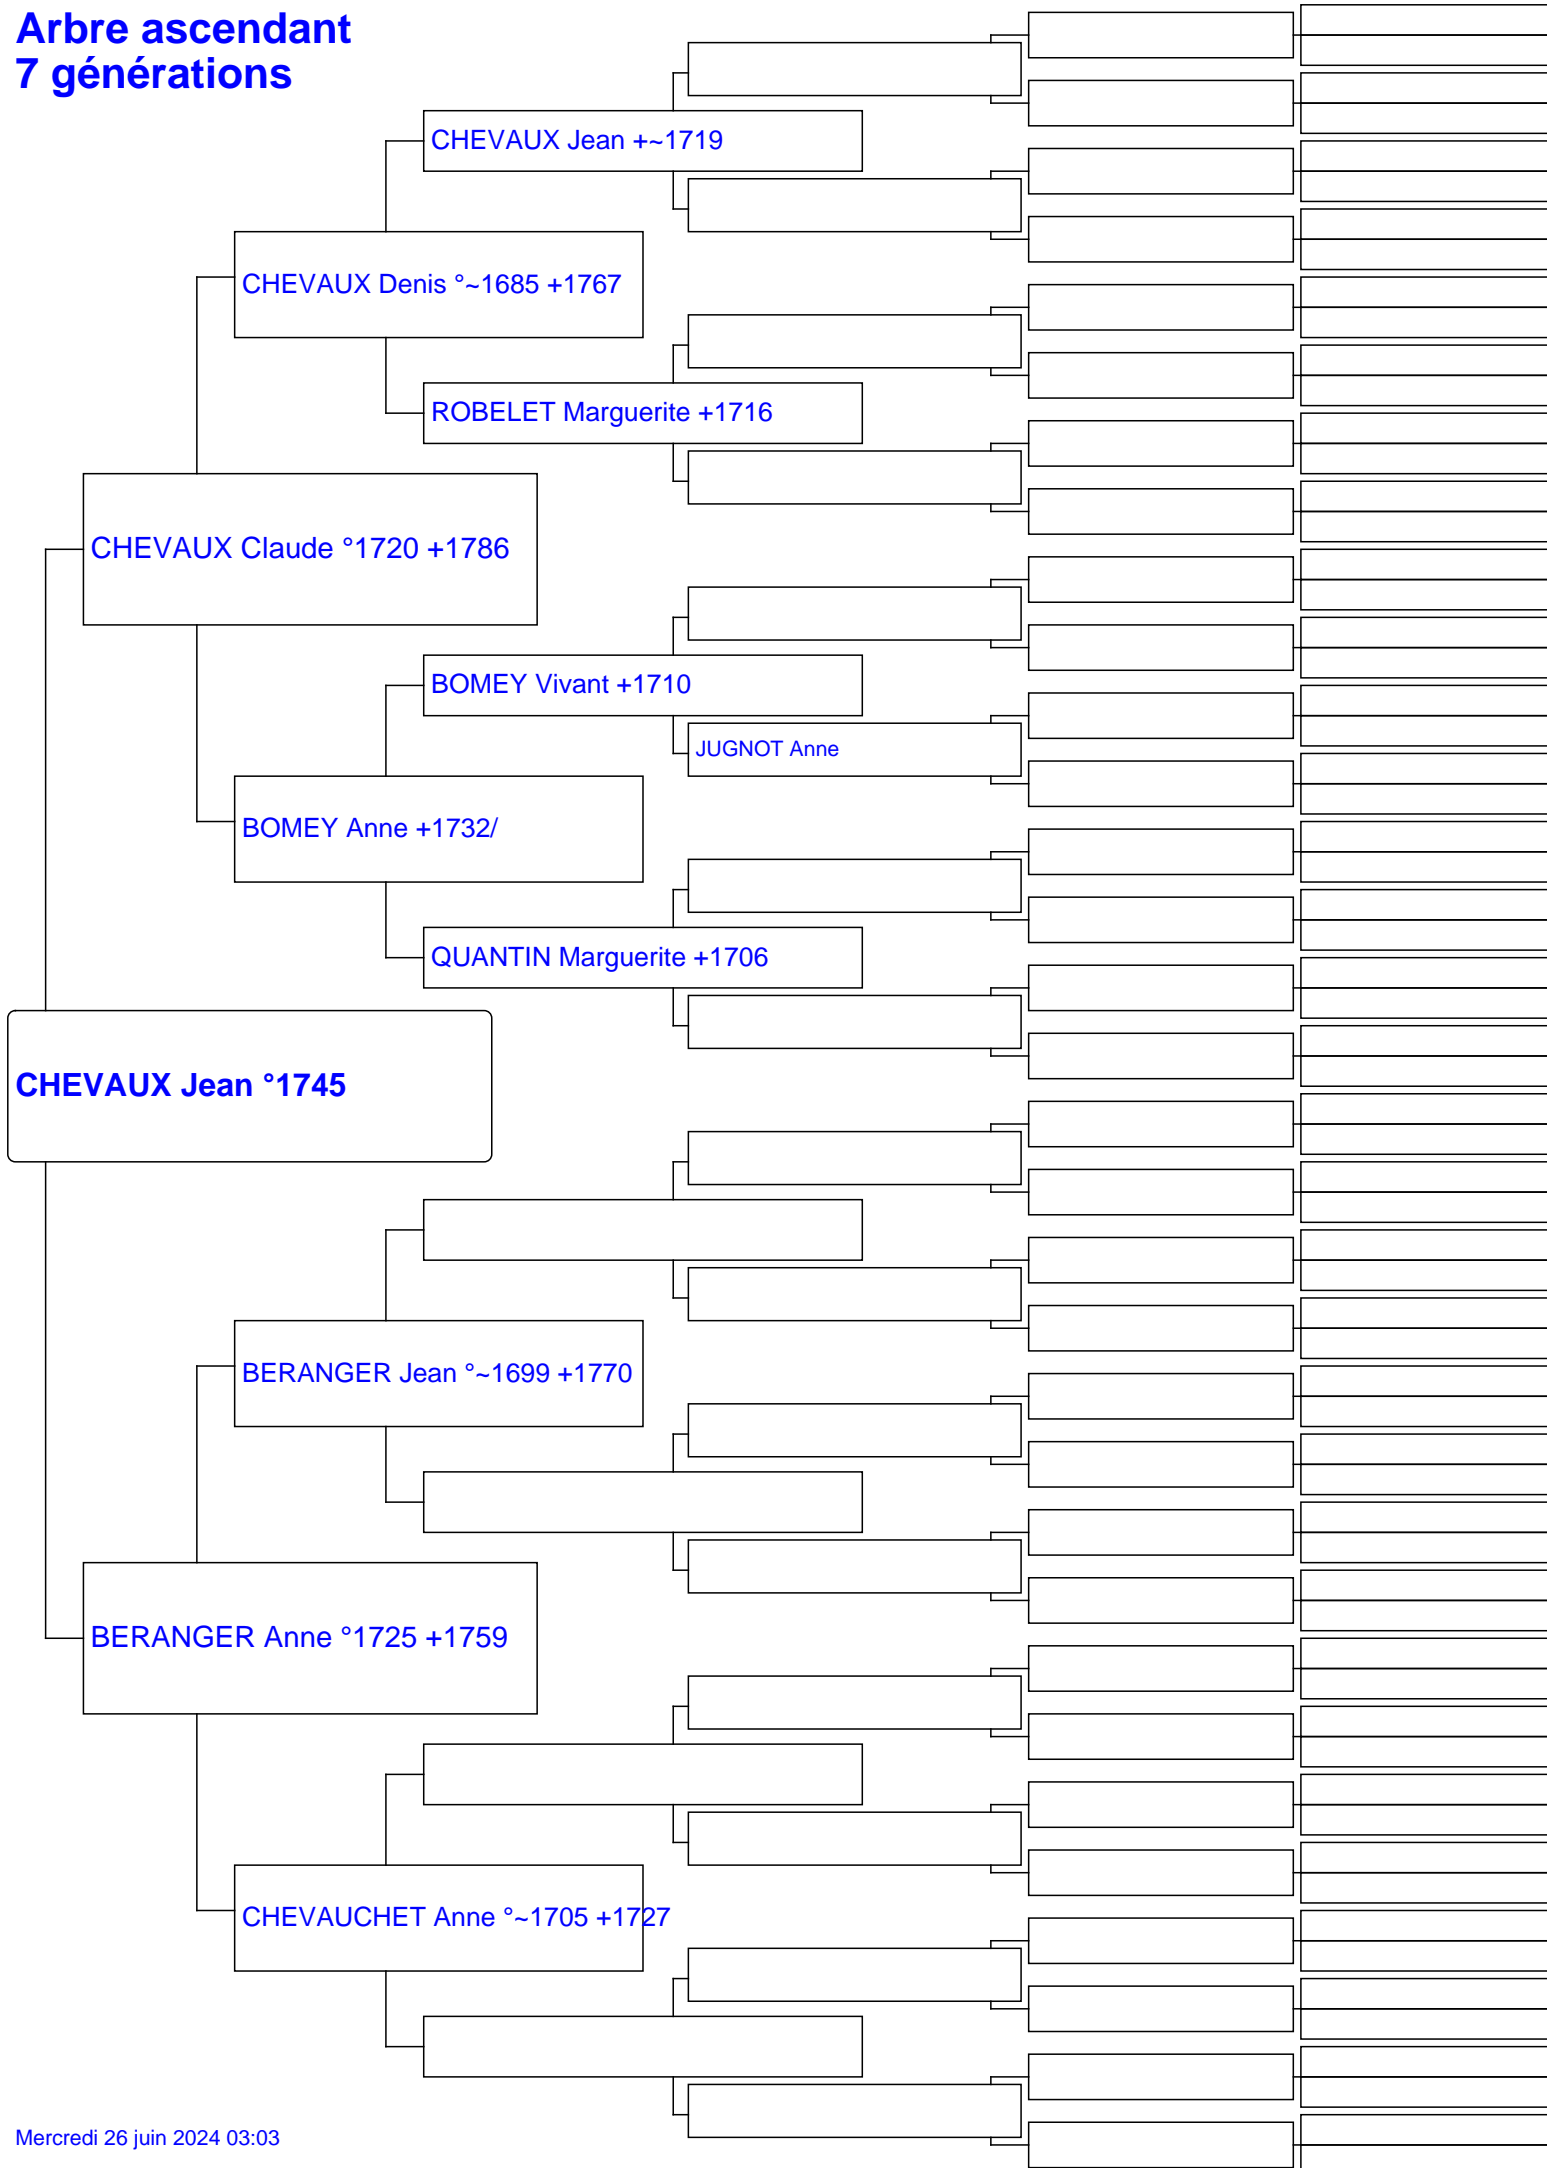 Arbre ascendant
7 générations
CHEVAUX Jean +~1719
CHEVAUX Denis °~1685 +1767
ROBELET Marguerite +1716
CHEVAUX Claude °1720 +1786
BOMEY Vivant +1710
JUGNOT Anne
BOMEY Anne +1732/
QUANTIN Marguerite +1706
CHEVAUX Jean °1745
BERANGER Jean °~1699 +1770
BERANGER Anne °1725 +1759
CHEVAUCHET Anne °~1705 +1727
Mercredi 26 juin 2024 03:03